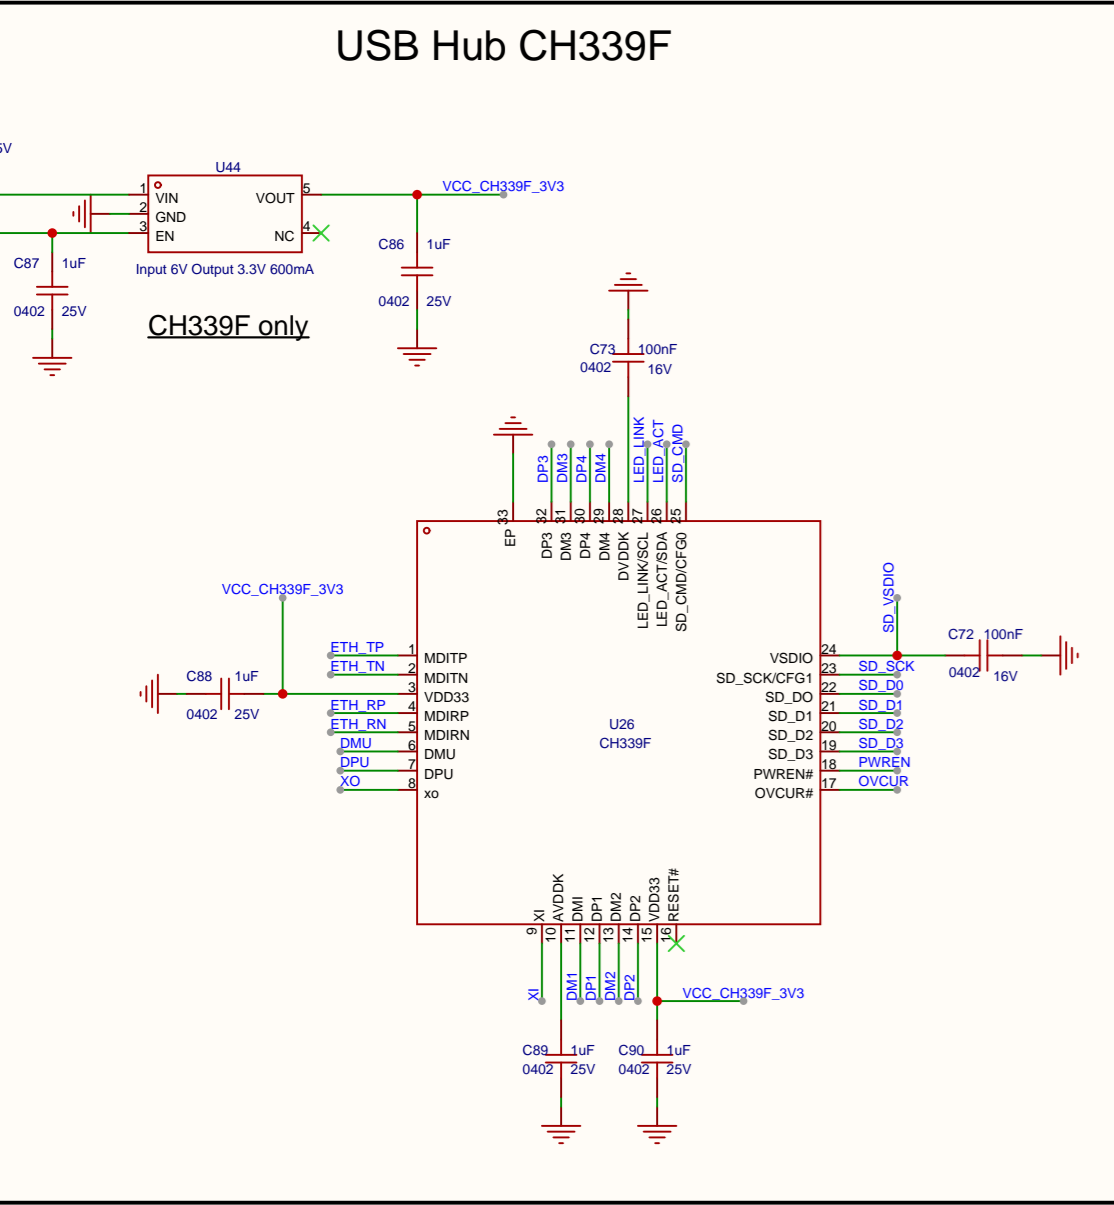 USB Hub CH339F
5V
U44
1
VIN
2
GND
3
EN
VOUT
5
NC
4
VCC_CH339F_3V3
Input 6V Output 3.3V 600mA
CH339F only
C87
1uF
0402
25V
C86
1uF
0402
25V
C73
100nF
0402
16V
DP3
DM3
DP4
DM4
LED_LINK
LED_ACT
SD_CMD
33
32
31
30
29
28
27
26
25
EP
DP3
DM3
DP4
DM4
DVDDK
LED_LINK/SCL
LED_ACT/SDA
SD_CMD/CFG0
VCC_CH339F_3V3
C88
1uF
0402
25V
ETH_TP
1
MDITP
ETH_TN
2
MDITN
3
VDD33
ETH_RP
4
MDIRP
ETH_RN
5
MDIRN
DMU
6
DMU
DPU
7
DPU
XO
8
xo
U26
CH339F
SD_VSDIO
C72
100nF
0402
16V
VSDIO
24
SD_SCK/CFG1
23
SD_SCK
SD_DO
22
SD_D0
SD_D1
21
SD_D1
SD_D2
20
SD_D2
SD_D3
19
SD_D3
PWREN#
18
PWREN
OVCUR#
17
OVCUR
XI
AVDDK
DMI
DP1
DM2
DP2
VDD33
RESET#
9
10
11
12
13
14
15
16
XI
DM1
DP1
DM2
DP2
VCC_CH339F_3V3
C89
1uF
0402
25V
C90
1uF
0402
25V